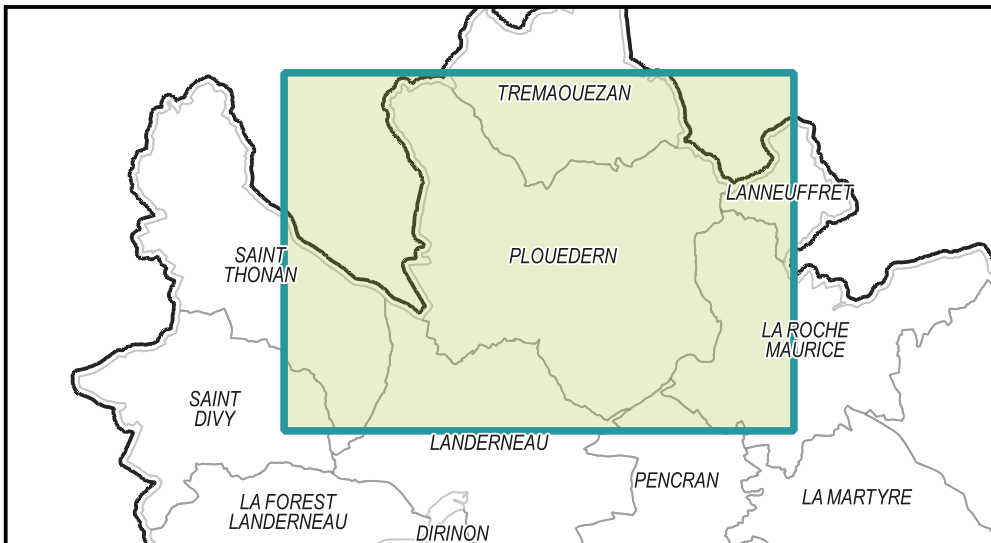 TREMAOUEZAN
LANNEUFFRET
SAINT
THONAN
PLOUEDERN
LA ROCHE
MAURICE
SAINT
DIVY
LANDERNEAU
PENCRAN
LA MARTYRE
LA FOREST
LANDERNEAU
DIRINON